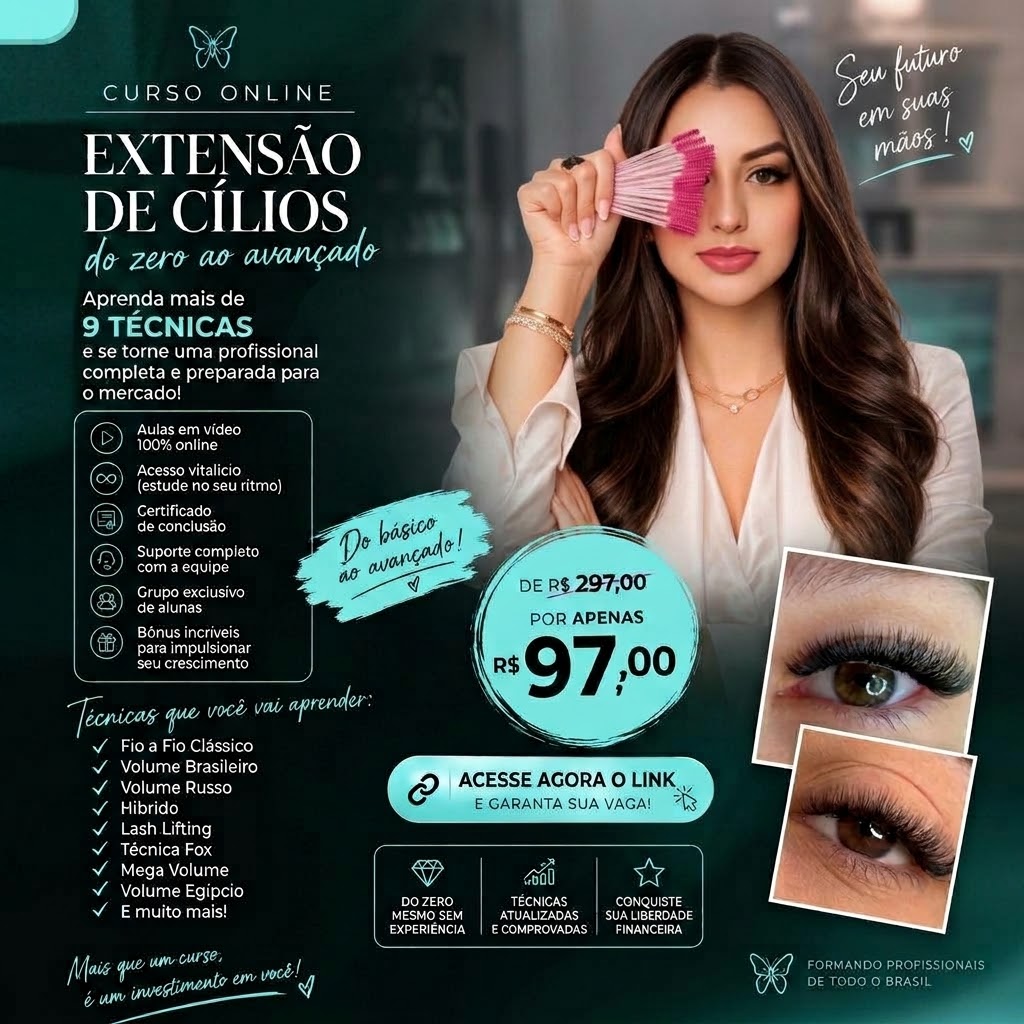 CURSO ONLINE
EXTENSÃO
DE CÍLIOS
do zero ao avançado
Aprenda mais de
9 TÉCNICAS
e se torne uma profissional
completa e preparada para
o mercado!
Aulas em vídeo
100% online
Acesso vitalicio
(estude no seu ritmo)
Certificado
de conclusão
Suporte completo
com a equipe
Grupo exclusivo
de alunas
Bônus incríveis
para impulsionar
seu crescimento
Técnicas que você vai aprender:
Fio a Fio Clássico
Volume Brasileiro
Volume Russo
Hibrido
Lash Lifting
Técnica Fox
Mega Volume
Volume Egípcio
E muito mais!
Mais que um curse,
é um investimento em você!
Seu futuro
em suas
mãos!
Do básico
ao avançado!
DE R$ 297,00
POR APENAS
R$ 97,00
ACESSE AGORA O LINK
E GARANTA SUA VAGA!
DO ZERO
MESMO SEM
EXPERIÊNCIA
TÉCNICAS
ATUALIZADAS
E COMPROVADAS
CONQUISTE
SUA LIBERDADE
FINANCEIRA
FORMANDO PROFISSIONAIS
DE TODO O BRASIL